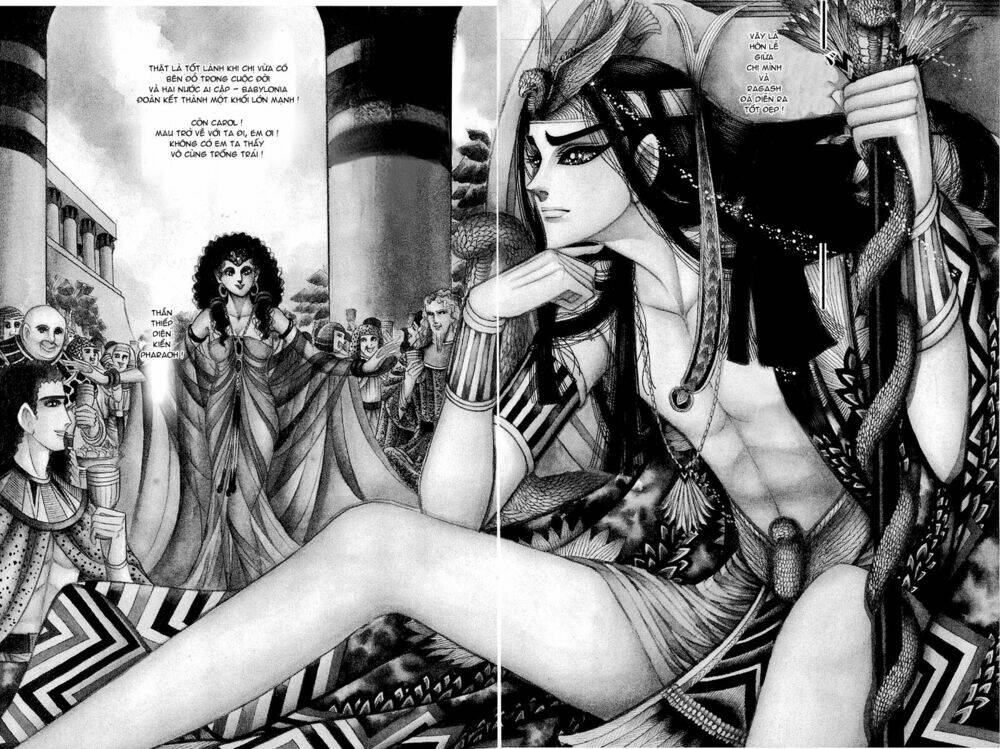 THẬT LÀ TỐT LÀNH KHI CHỊ VỪA CÓ
BẾN ĐỖ TRONG CUỘC ĐỜI
VÀ HAI NƯỚC AI CẬP - BABYLONIA
ĐOÀN KẾT THÀNH MỘT KHỐI LỚN MẠNH !
CÒN CAROL !
MAU TRỞ VỀ VỚI TA ĐI, EM ƠI !
KHÔNG CÓ EM TA THẤY
VÔ CÙNG TRỐNG TRẢI !
VẬY LÀ
HÔN LỄ
GIỮA
CHỊ MÌNH
VÀ
RAGASH
ĐÃ DIỄN RA
TỐT ĐẸP !
THẦN
THIẾP
DIỆN
KIẾN
PHARAOH !